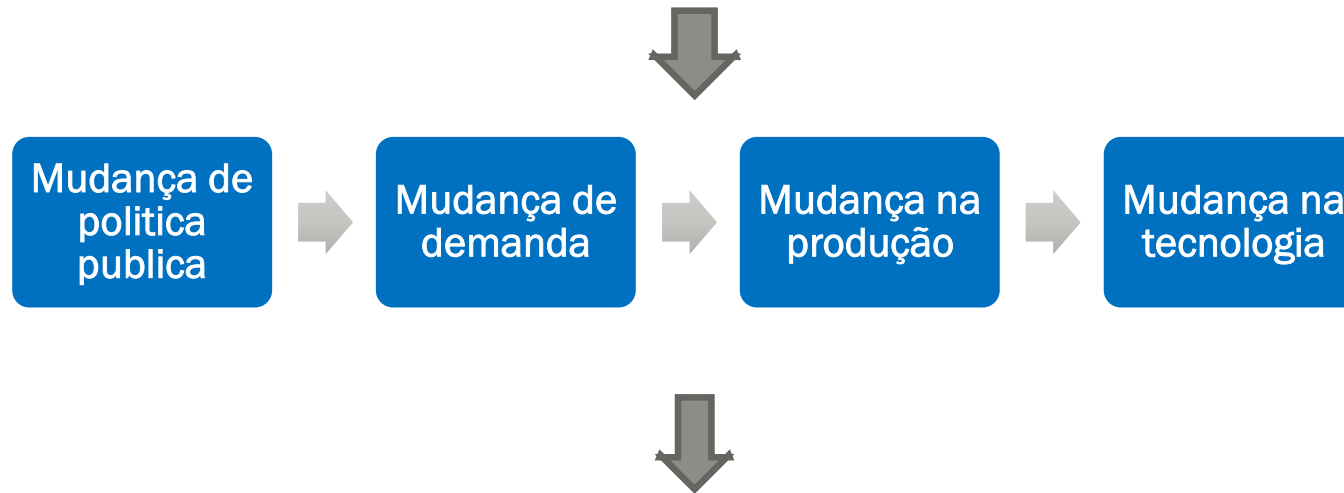 Mudança de
politica
publica
Mudança de
demanda
Mudança na
produção
Mudança na
tecnologia